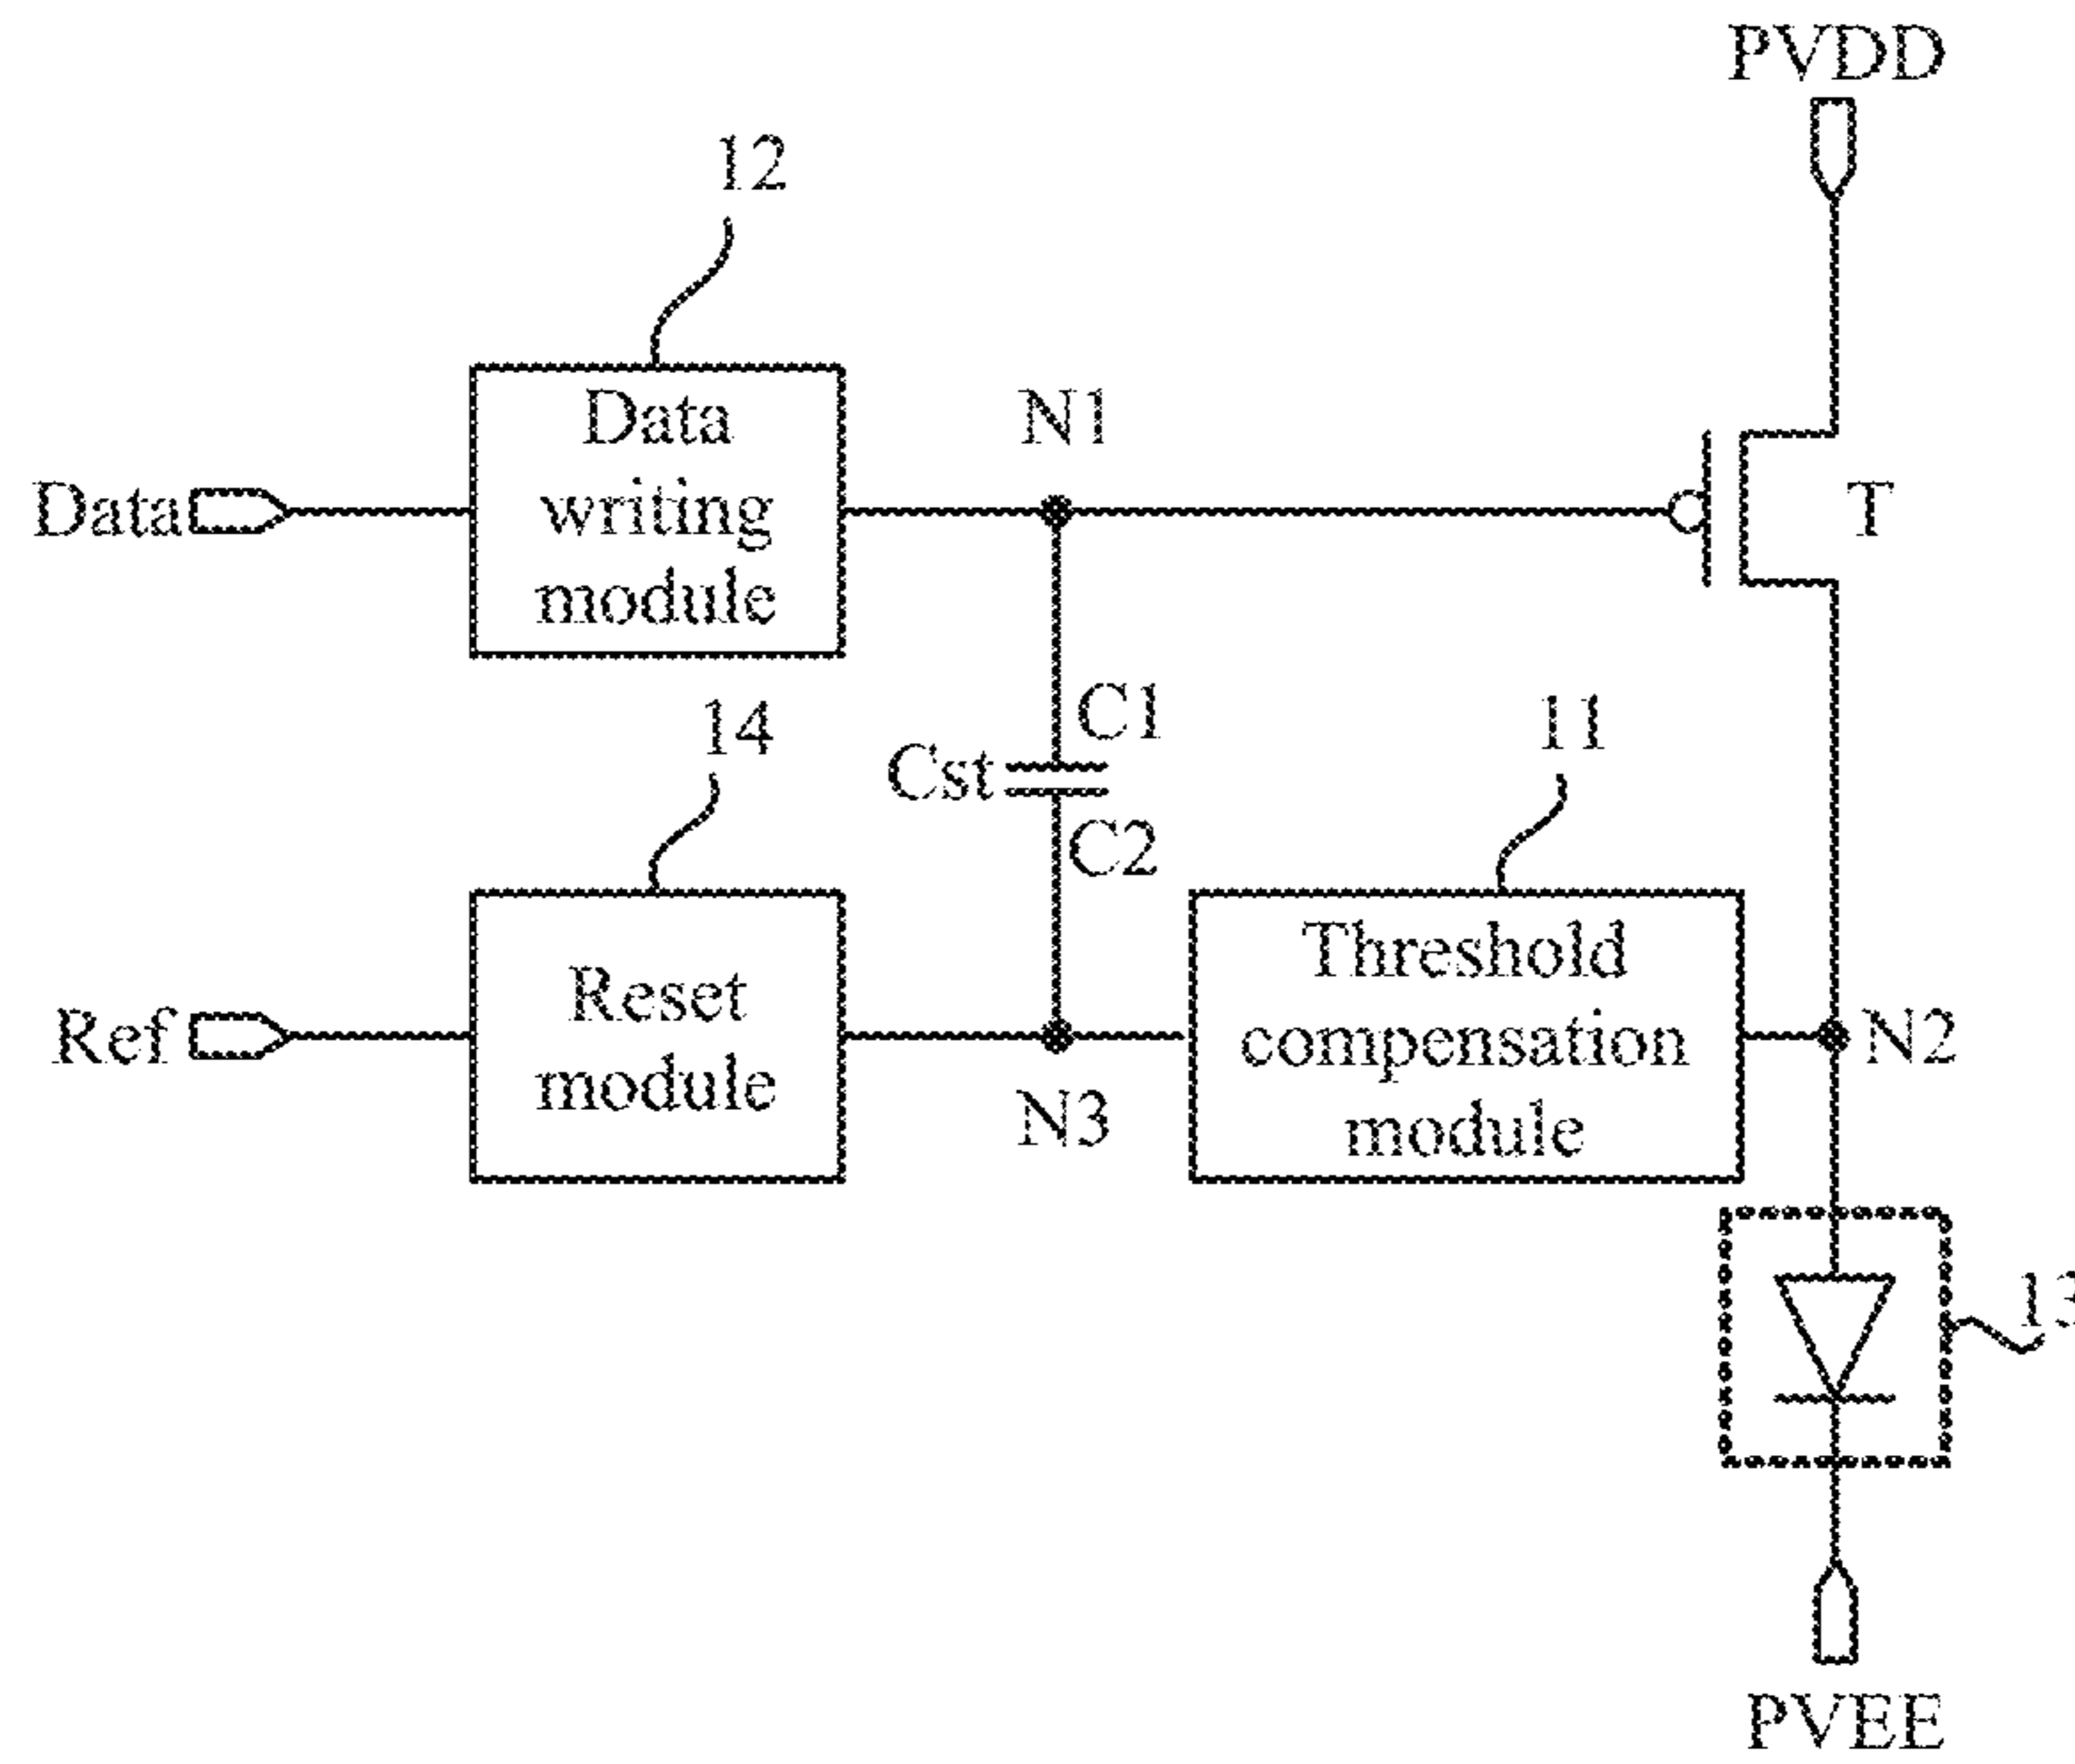 PVDD
12
Data
writing
module
N1
Data
T
C1
Cst
C2
14
11
Reset
module
Threshold
compensation
module
Ref
N2
N3
13
PVEE